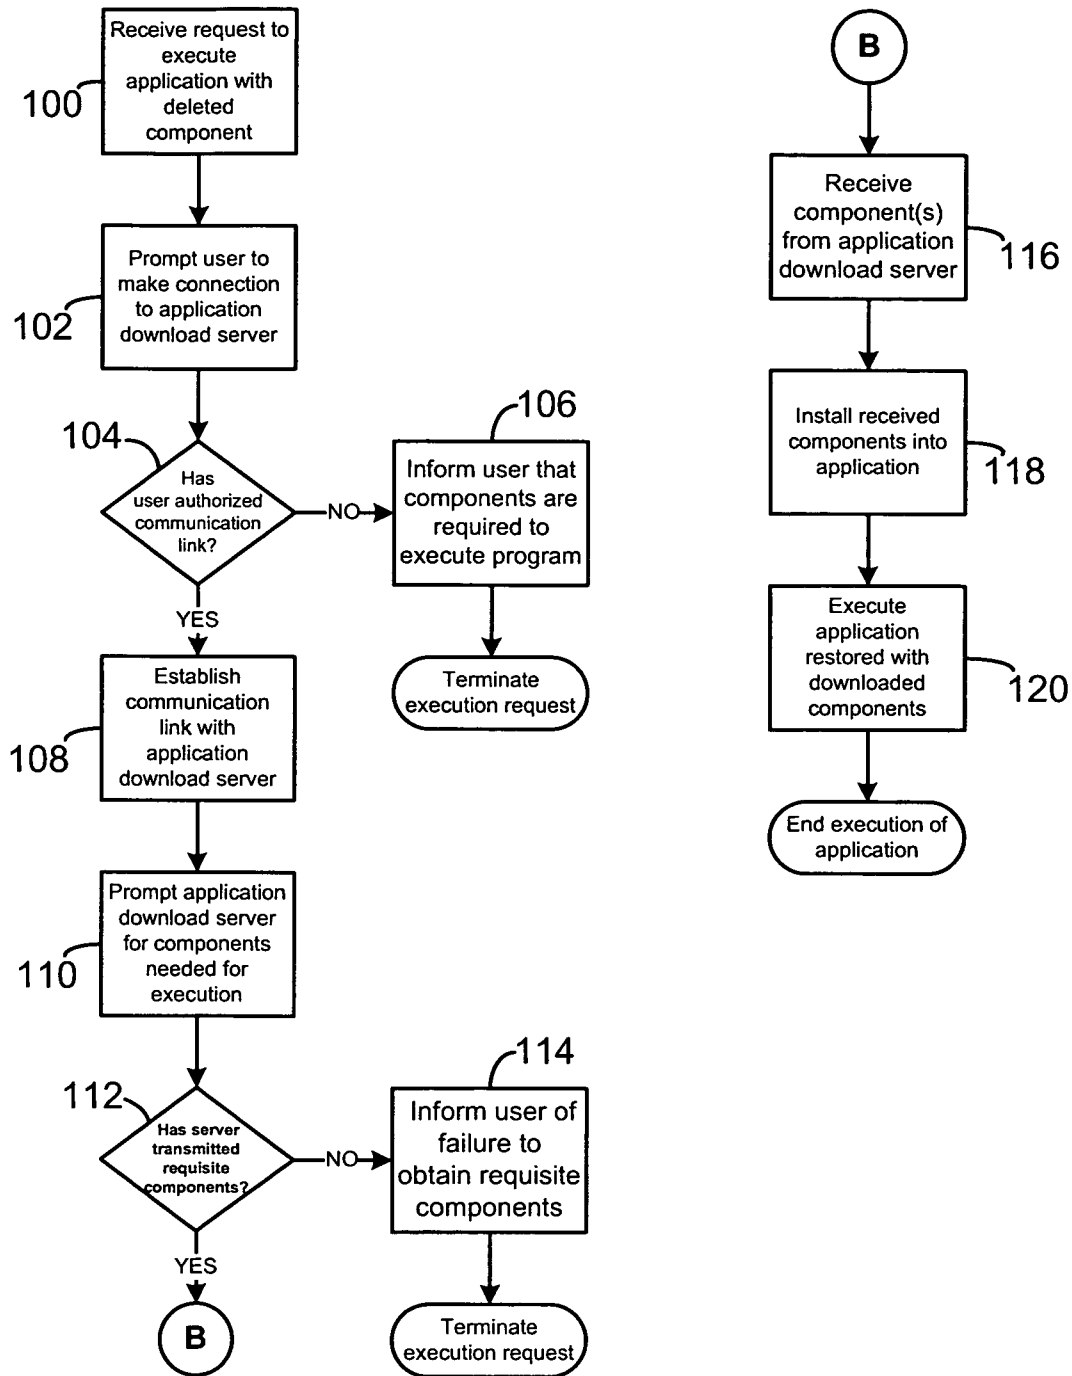 Receive request to
execute
application with
deleted
component
100
Prompt user to
make connection
to application
download server
102
104
Has
user authorized
communication
link?
NO
106
Inform user that
components are
required to
execute program
Terminate
execution request
YES
Establish
communication
link with
application
download server
108
Prompt application
download server
for components
needed for
execution
110
112
Has server
transmitted
requisite
components?
NO
114
Inform user of
failure to
obtain requisite
components
Terminate
execution request
YES
B
B
Receive
component(s)
from application
download server
116
Install received
components into
application
118
Execute
application
restored with
downloaded
components
120
End execution of
application